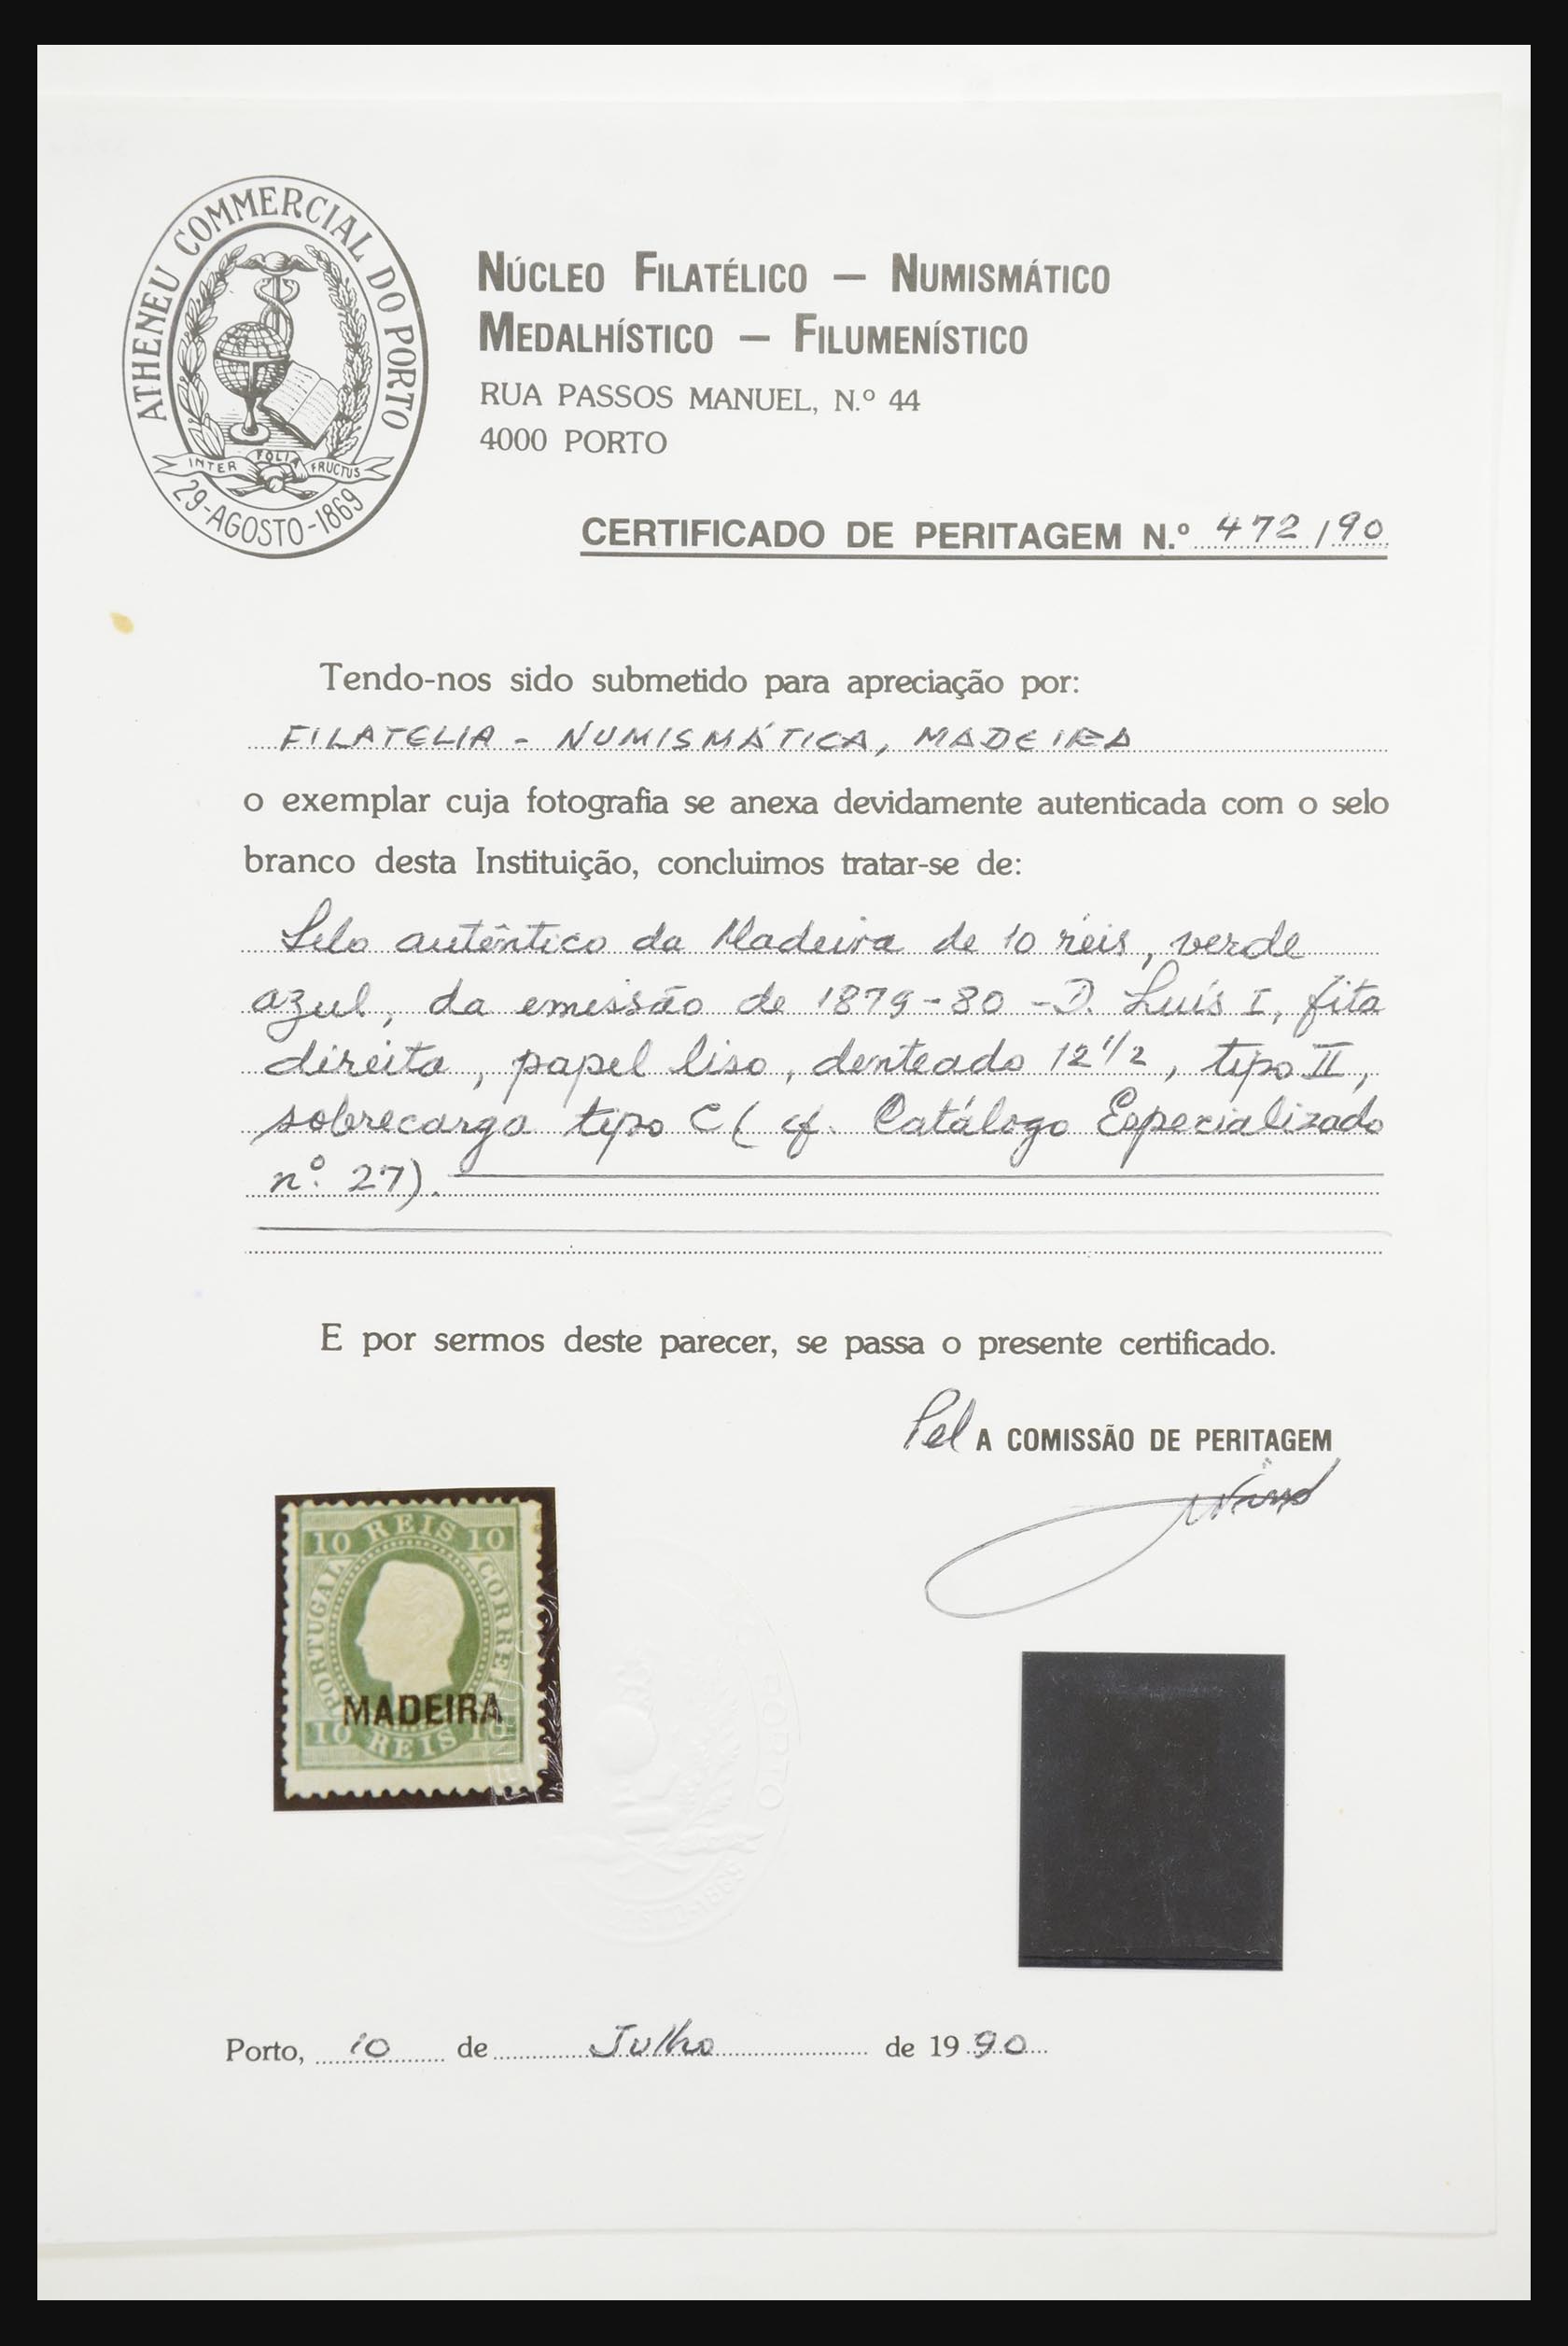 ATHENEU COMMERCIAL DO PORTO
INTER FOLIA FRUCTUS
29-AGOSTO-1869
NÚCLEO FILATÉLICO — NUMISMÁTICO
MEDALHÍSTICO — FILUMENÍSTICO
RUA PASSOS MANUEL, N.º 44
4000 PORTO
CERTIFICADO DE PERITAGEM N.º 472/90
Tendo-nos sido submetido para apreciação por:
FILATELIA - NUMISMÁTICA, MADEIRA
o exemplar cuja fotografia se anexa devidamente autenticada com o selo
branco desta Instituição, concluimos tratar-se de:
Selo autêntico da Madeira de 10 réis, verde
azul, da emissão de 1879-80 - D. Luís I, fita
direita, papel liso, denteado 12 1/2, tipo II,
sobrecarga tipo C (cf. Catálogo Especializado
nº. 27).
E por sermos deste parecer, se passa o presente certificado.
Pel A COMISSÃO DE PERITAGEM
10 REIS 10
PORTUGAL
CORREIO
MADEIRA
10 REIS 10
PORTO
1869
Porto, 10 de Julho de 1990